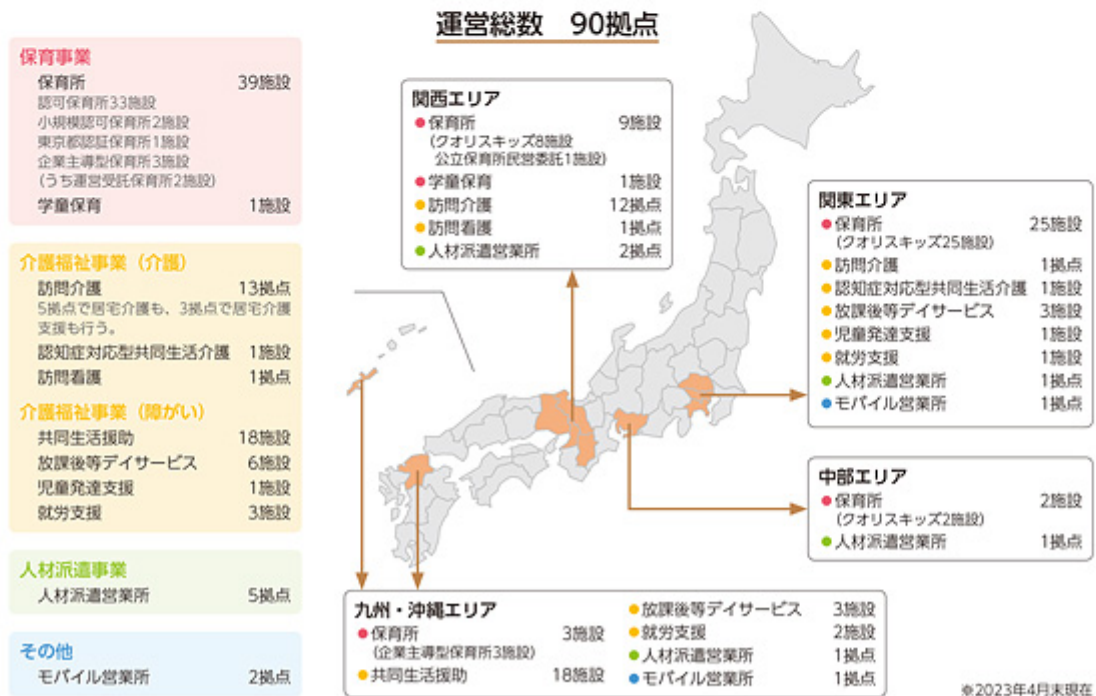 運営総数 90拠点
保育事業
保育所 39施設
認可保育所33施設
小規模認可保育所2施設
東京都認証保育所1施設
企業主導型保育所3施設
(うち運営受託保育所2施設)
学童保育 1施設
介護福祉事業（介護）
訪問介護 13拠点
5拠点で居宅介護も、3拠点で居宅介護
支援も行う。
認知症対応型共同生活介護 1施設
訪問看護 1拠点
介護福祉事業（障がい）
共同生活援助 18施設
放課後等デイサービス 6施設
児童発達支援 1施設
就労支援 3施設
人材派遣事業
人材派遣営業所 5拠点
その他
モバイル営業所 2拠点
関西エリア
●保育所 9施設
(クオリスキッズ8施設
公立保育所民営委託1施設)
●学童保育 1施設
●訪問介護 12拠点
●訪問看護 1拠点
●人材派遣営業所 2拠点
関東エリア
●保育所 25施設
(クオリスキッズ25施設)
●訪問介護 1拠点
●認知症対応型共同生活介護 1施設
●放課後等デイサービス 3施設
●児童発達支援 1施設
●就労支援 1施設
●人材派遣営業所 1拠点
●モバイル営業所 1拠点
中部エリア
●保育所 2施設
(クオリスキッズ2施設)
●人材派遣営業所 1拠点
九州・沖縄エリア
●保育所 3施設
(企業主導型保育所3施設)
●共同生活援助 18施設
●放課後等デイサービス 3施設
●就労支援 2施設
●人材派遣営業所 1拠点
●モバイル営業所 1拠点
※2023年4月末現在